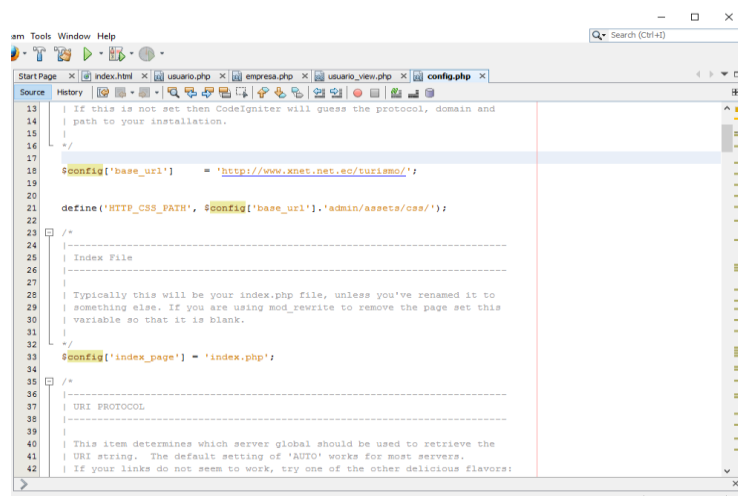 am Tools Window Help
Search (Ctrl+I)
Start Page index.html usuario.php empresa.php usuario_view.php config.php
Source History
13 | If this is not set then CodeIgniter will guess the protocol, domain and
14 | path to your installation.
15 |
16 */
17
18 $config['base_url'] = 'http://www.xnet.net.ec/turismo/';
19
20
21 define('HTTP_CSS_PATH', $config['base_url'].'admin/assets/css/');
22
23 /*
24 |--------------------------------------------------------------------------
25 | Index File
26 |--------------------------------------------------------------------------
27 |
28 | Typically this will be your index.php file, unless you've renamed it to
29 | something else. If you are using mod_rewrite to remove the page set this
30 | variable so that it is blank.
31 |
32 */
33 $config['index_page'] = 'index.php';
34
35 /*
36 |--------------------------------------------------------------------------
37 | URI PROTOCOL
38 |--------------------------------------------------------------------------
39 |
40 | This item determines which server global should be used to retrieve the
41 | URI string. The default setting of 'AUTO' works for most servers.
42 | If your links do not seem to work, try one of the other delicious flavors: